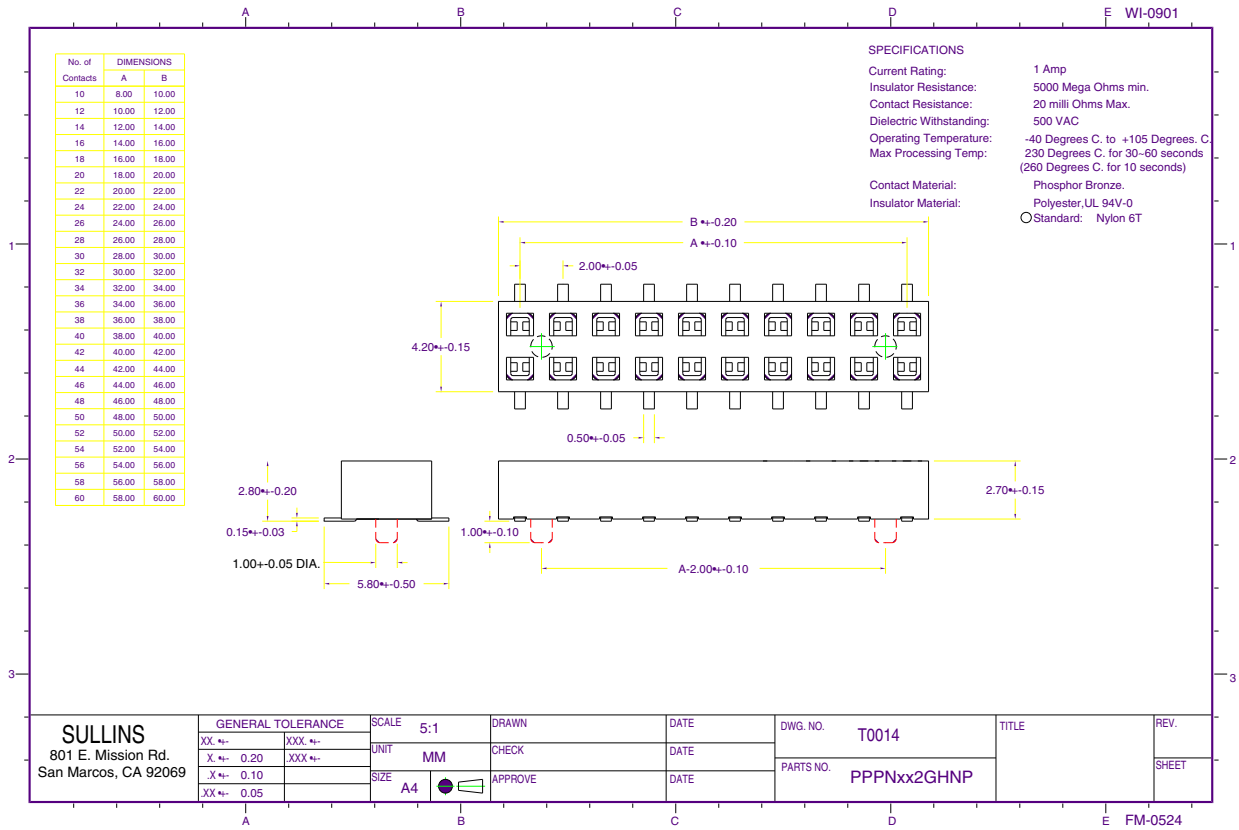 A B C D E WI-0901
No. of Contacts DIMENSIONS
A B
10 8.00 10.00
12 10.00 12.00
14 12.00 14.00
16 14.00 16.00
18 16.00 18.00
20 18.00 20.00
22 20.00 22.00
24 22.00 24.00
26 24.00 26.00
28 26.00 28.00
30 28.00 30.00
32 30.00 32.00
34 32.00 34.00
36 34.00 36.00
38 36.00 38.00
40 38.00 40.00
42 40.00 42.00
44 42.00 44.00
46 44.00 46.00
48 46.00 48.00
50 48.00 50.00
52 50.00 52.00
54 52.00 54.00
56 54.00 56.00
58 56.00 58.00
60 58.00 60.00
SPECIFICATIONS
Current Rating: 1 Amp
Insulator Resistance: 5000 Mega Ohms min.
Contact Resistance: 20 milli Ohms Max.
Dielectric Withstanding: 500 VAC
Operating Temperature: -40 Degrees C. to +105 Degrees. C.
Max Processing Temp: 230 Degrees C. for 30~60 seconds
(260 Degrees C. for 10 seconds)
Contact Material: Phosphor Bronze.
Insulator Material: Polyester,UL 94V-0
Standard: Nylon 6T
B +-0.20
A +-0.10
2.00+-0.05
4.20+-0.15
0.50+-0.05
2.80+-0.20
0.15+-0.03
1.00+-0.05 DIA.
5.80+-0.50
1.00+-0.10
A-2.00+-0.10
2.70+-0.15
1 1
2 2
3 3
SULLINS
801 E. Mission Rd.
San Marcos, CA 92069
GENERAL TOLERANCE
XX. +- XXX. +-
X. +- 0.20 .XXX +-
.X +- 0.10
.XX +- 0.05
SCALE 5:1
UNIT MM
SIZE A4
DRAWN DATE
CHECK DATE
APPROVE DATE
DWG. NO. T0014
PARTS NO. PPPNxx2GHNP
TITLE
REV.
SHEET
A B C D E FM-0524